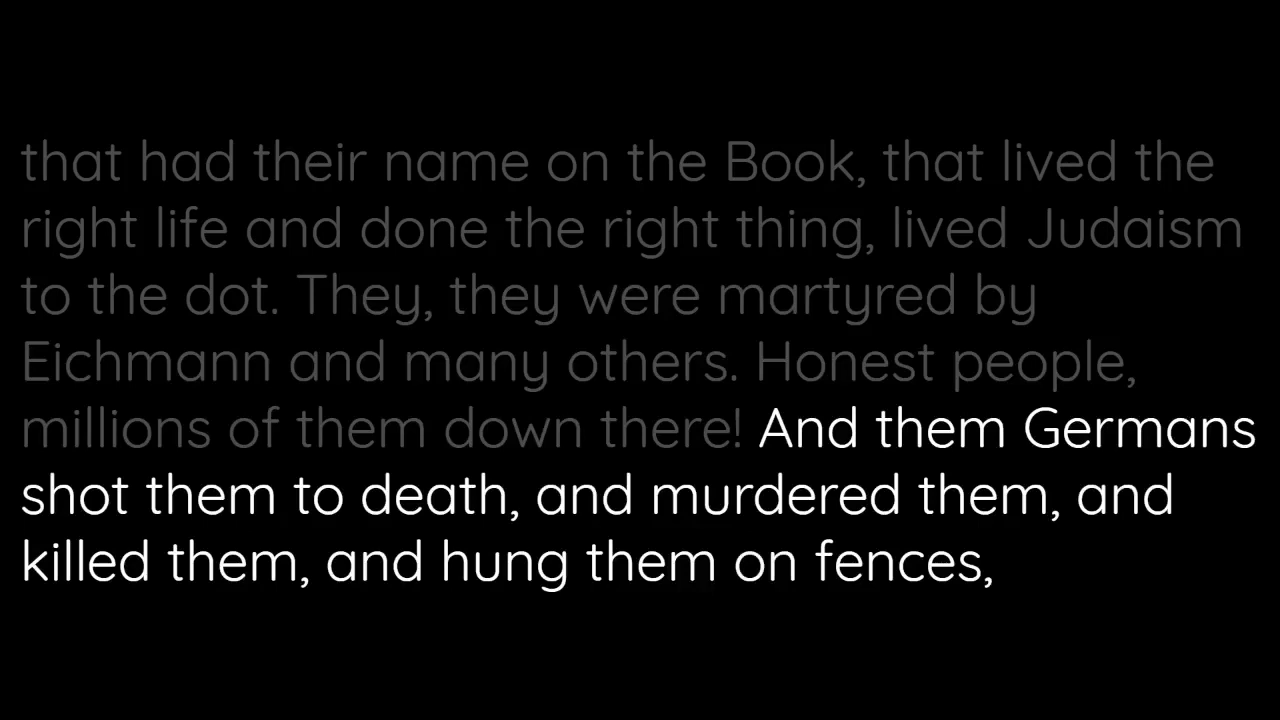 that had their name on the Book, that lived the
right life and done the right thing, lived Judaism
to the dot. They, they were martyred by
Eichmann and many others. Honest people,
millions of them down there! And them Germans
shot them to death, and murdered them, and
killed them, and hung them on fences,